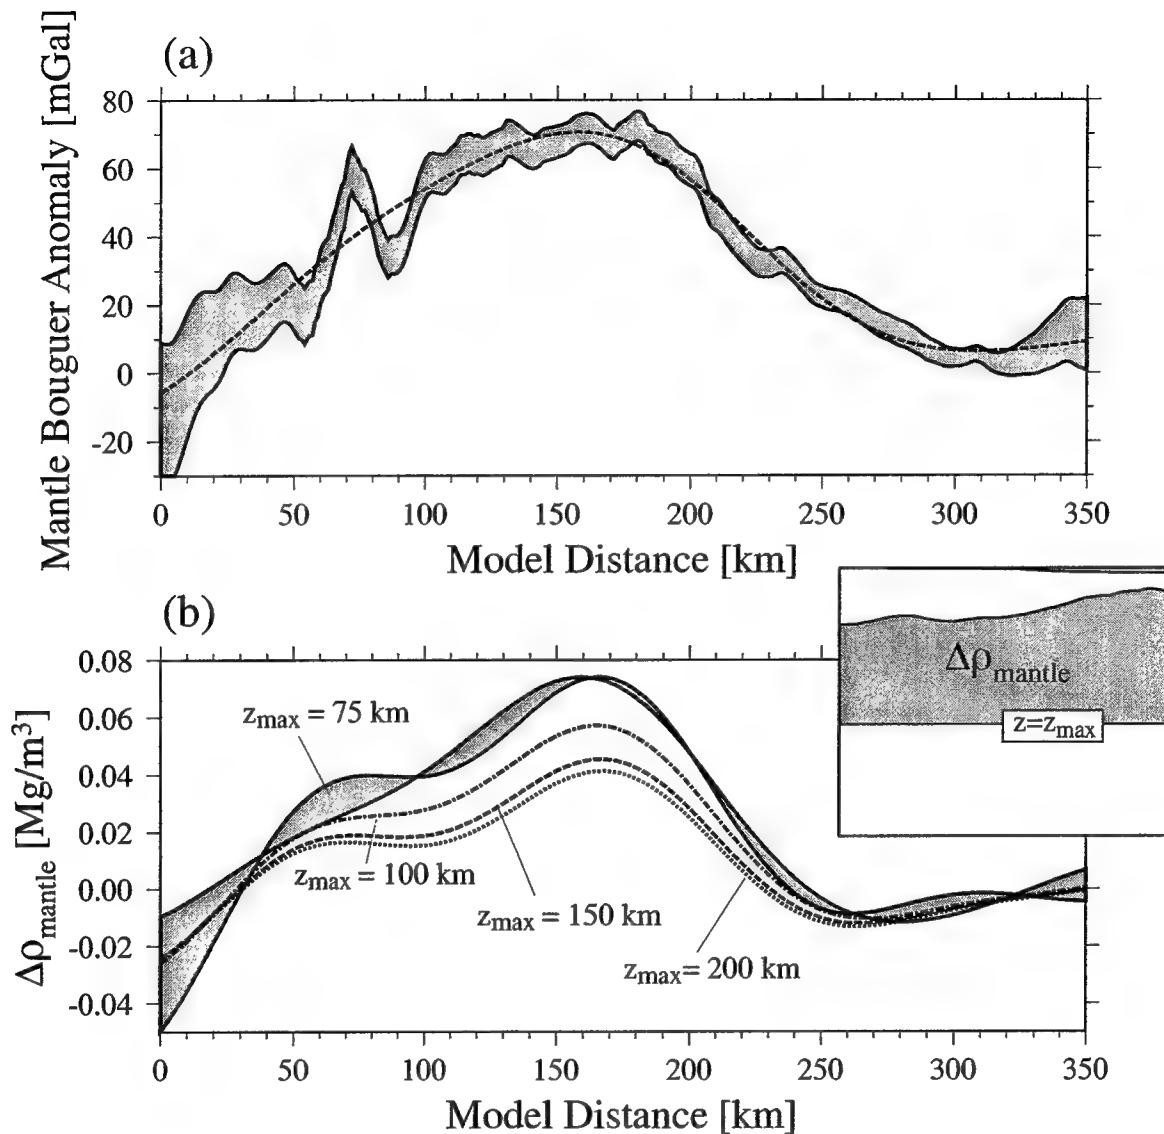 (a)
Mantle Bouguer Anomaly [mGal]
80
60
40
20
0
-20
0 50 100 150 200 250 300 350
Model Distance [km]
(b)
Δρmantle [Mg/m³]
0.08
0.06
0.04
0.02
0.00
-0.02
-0.04
zmax = 75 km
zmax = 100 km
zmax = 150 km
zmax= 200 km
Δρmantle
z=zmax
0 50 100 150 200 250 300 350
Model Distance [km]